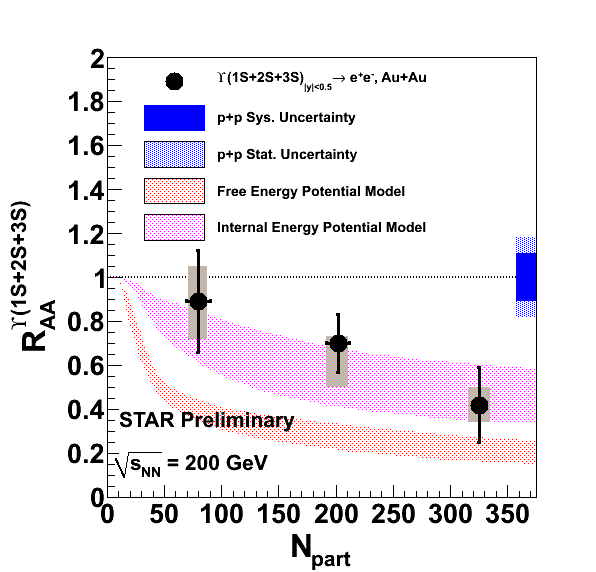 2
1.8
1.6
1.4
1.2
1
0.8
0.6
0.4
0.2
0
R_AA^ϒ(1S+2S+3S)
ϒ(1S+2S+3S)|y|<0.5→ e⁺e⁻, Au+Au
p+p Sys. Uncertainty
p+p Stat. Uncertainty
Free Energy Potential Model
Internal Energy Potential Model
STAR Preliminary
√sNN = 200 GeV
0 50 100 150 200 250 300 350
Npart